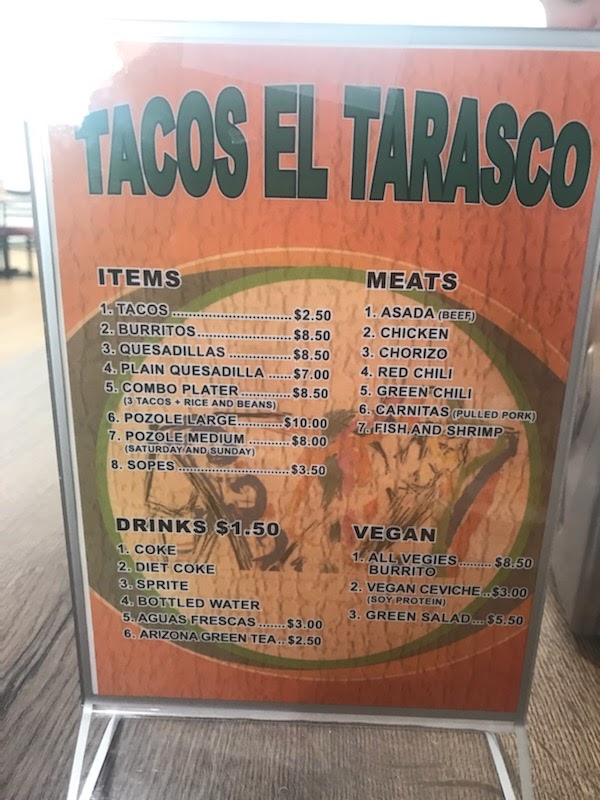 TACOS EL TARASCO
ITEMS
1. TACOS ............................ $2.50
2. BURRITOS....................... $8.50
3. QUESADILLAS .............. $8.50
4. PLAIN QUESADILLA ...... $7.00
5. COMBO PLATER............. $8.50
(3 TACOS + RICE AND BEANS)
6. POZOLE LARGE............ $10.00
7. POZOLE MEDIUM ......... $8.00
(SATURDAY AND SUNDAY)
8. SOPES ......................... $3.50
MEATS
1. ASADA (BEEF)
2. CHICKEN
3. CHORIZO
4. RED CHILI
5. GREEN CHILI
6. CARNITAS (PULLED PORK)
7. FISH AND SHRIMP
DRINKS $1.50
1. COKE
2. DIET COKE
3. SPRITE
4. BOTTLED WATER
5. AGUAS FRESCAS ...... $3.00
6. ARIZONA GREEN TEA.. $2.50
VEGAN
1. ALL VEGIES......... $8.50
BURRITO
2. VEGAN CEVICHE.. $3.00
(SOY PROTEIN)
3. GREEN SALAD... $5.50